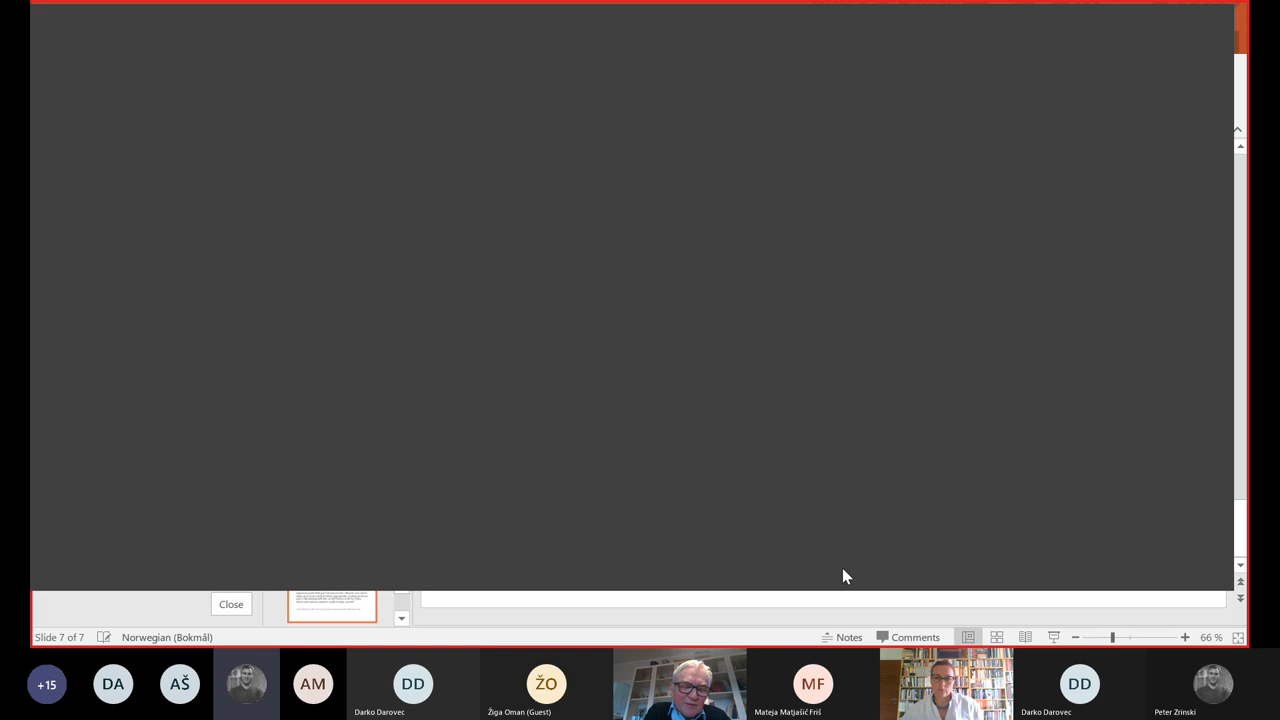 Close
Slide 7 of 7
Norwegian (Bokmål)
Notes
Comments
66 %
+15
DA
AŠ
AM
DD
Darko Darovec
ŽO
Žiga Oman (Guest)
MF
Mateja Matjašič Friš
DD
Darko Darovec
Peter Zrinski